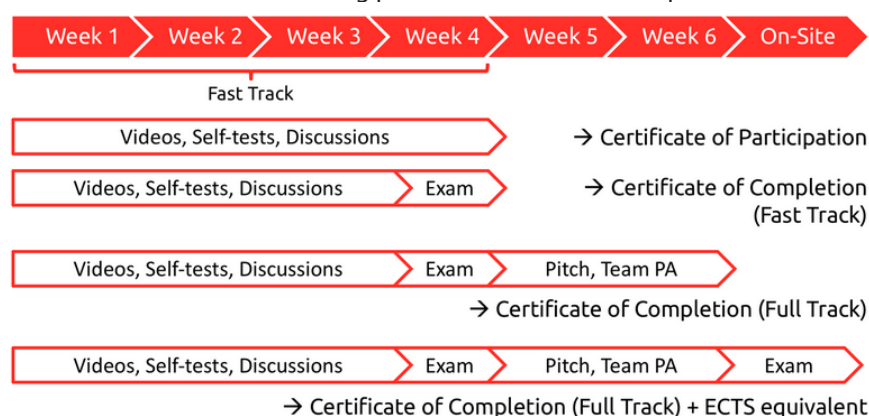 Week 1 Week 2 Week 3 Week 4 Week 5 Week 6 On-Site
Fast Track
Videos, Self-tests, Discussions → Certificate of Participation
Videos, Self-tests, Discussions Exam → Certificate of Completion
(Fast Track)
Videos, Self-tests, Discussions Exam Pitch, Team PA
→ Certificate of Completion (Full Track)
Videos, Self-tests, Discussions Exam Pitch, Team PA Exam
→ Certificate of Completion (Full Track) + ECTS equivalent